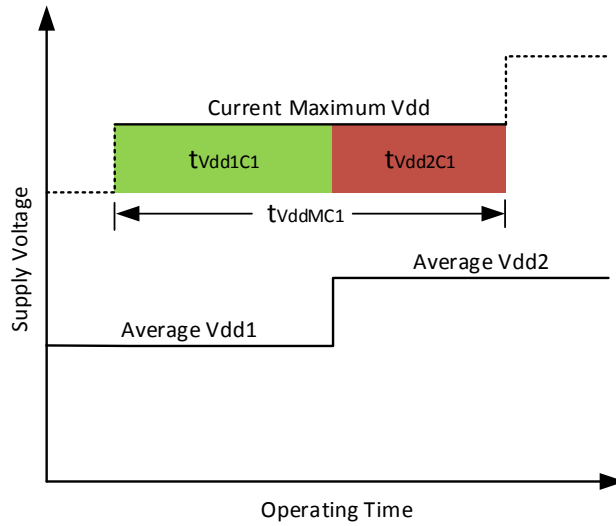 Current Maximum Vdd
tVdd1C1
tVdd2C1
tVddMC1
Average Vdd2
Average Vdd1
Supply Voltage
Operating Time